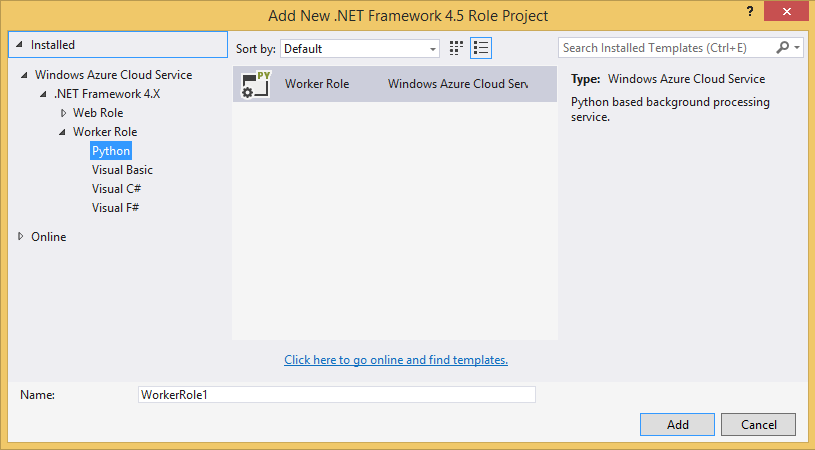 Add New .NET Framework 4.5 Role Project
?
Installed
Sort by: Default
Search Installed Templates (Ctrl+E)
Windows Azure Cloud Service
.NET Framework 4.X
Web Role
Worker Role
Python
Visual Basic
Visual C#
Visual F#
Online
PY
Worker Role Windows Azure Cloud Serv
Type: Windows Azure Cloud Service
Python based background processing
service.
Click here to go online and find templates.
Name: WorkerRole1
Add Cancel